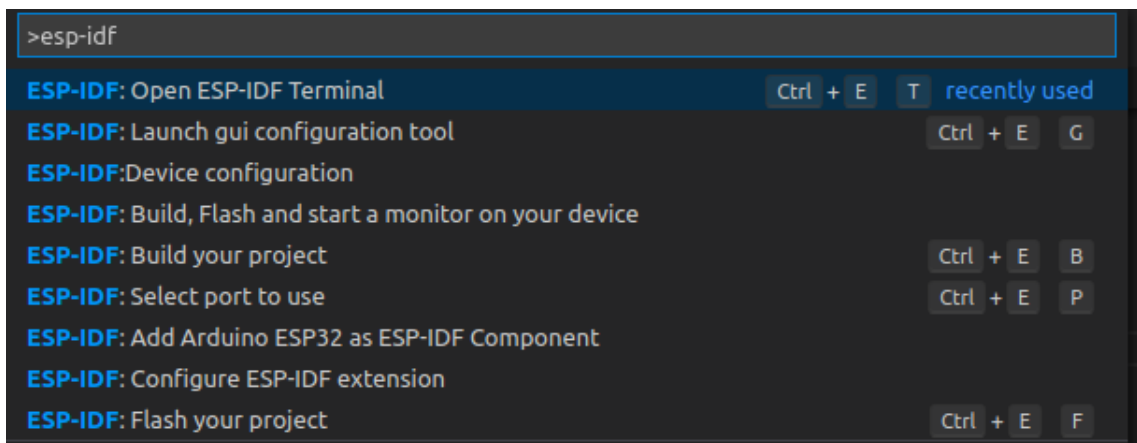 >esp-idf
ESP-IDF: Open ESP-IDF Terminal Ctrl + E T recently used
ESP-IDF: Launch gui configuration tool Ctrl + E G
ESP-IDF:Device configuration
ESP-IDF: Build, Flash and start a monitor on your device
ESP-IDF: Build your project Ctrl + E B
ESP-IDF: Select port to use Ctrl + E P
ESP-IDF: Add Arduino ESP32 as ESP-IDF Component
ESP-IDF: Configure ESP-IDF extension
ESP-IDF: Flash your project Ctrl + E F